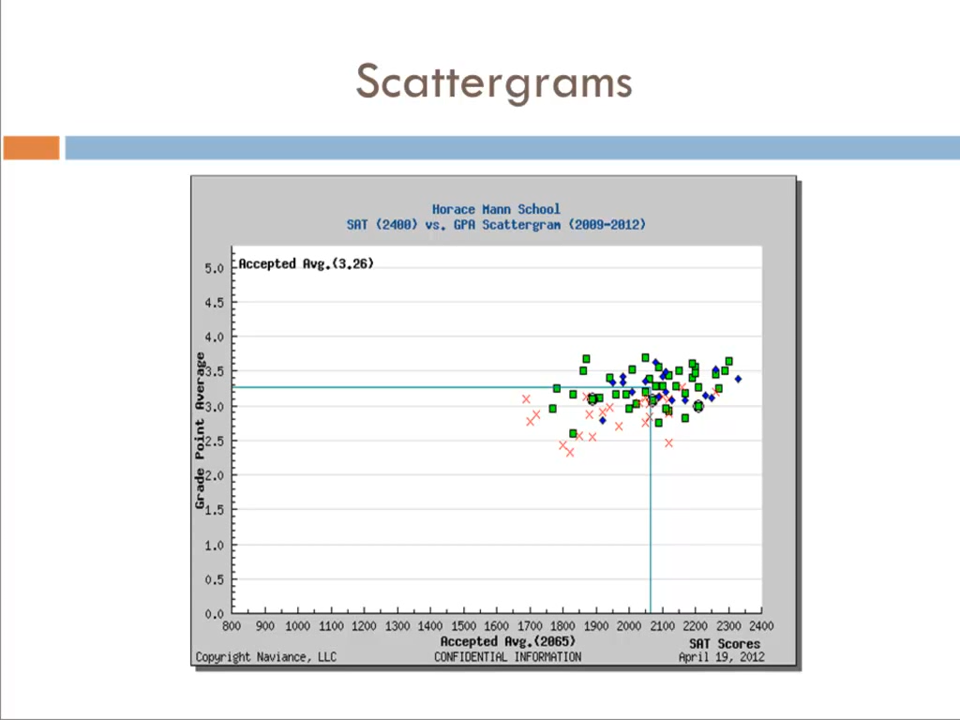 Scattergrams
Horace Mann School
SAT (2400) vs. GPA Scattergram (2009-2012)
Accepted Avg.(3.26)
5.0
4.5
4.0
3.5
3.0
2.5
2.0
1.5
1.0
0.5
0.0
Grade Point Average
800 900 1000 1100 1200 1300 1400 1500 1600 1700 1800 1900 2000 2100 2200 2300 2400
Accepted Avg.(2065)
SAT Scores
Copyright Naviance, LLC
CONFIDENTIAL INFORMATION
April 19, 2012